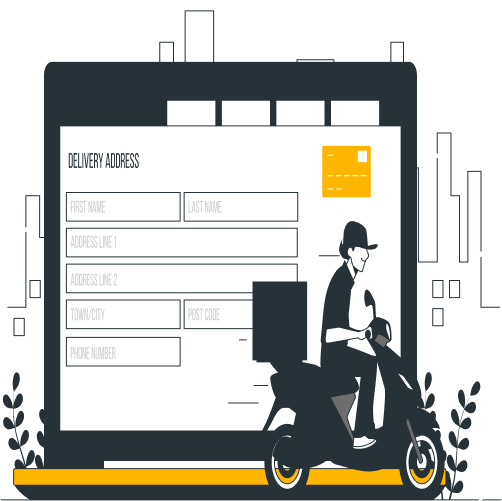 DELIVERY ADDRESS
FIRST NAME LAST NAME
ADDRESS LINE 1
ADDRESS LINE 2
TOWN/CITY POST CODE
PHONE NUMBER